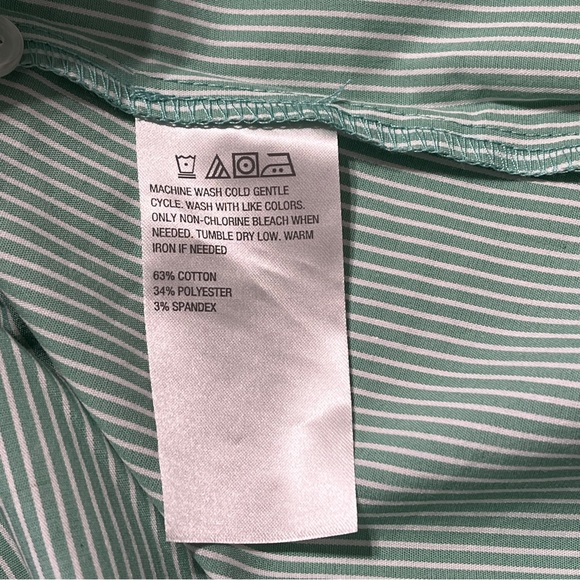 MACHINE WASH COLD GENTLE
CYCLE. WASH WITH LIKE COLORS.
ONLY NON-CHLORINE BLEACH WHEN
NEEDED. TUMBLE DRY LOW. WARM
IRON IF NEEDED
63% COTTON
34% POLYESTER
3% SPANDEX